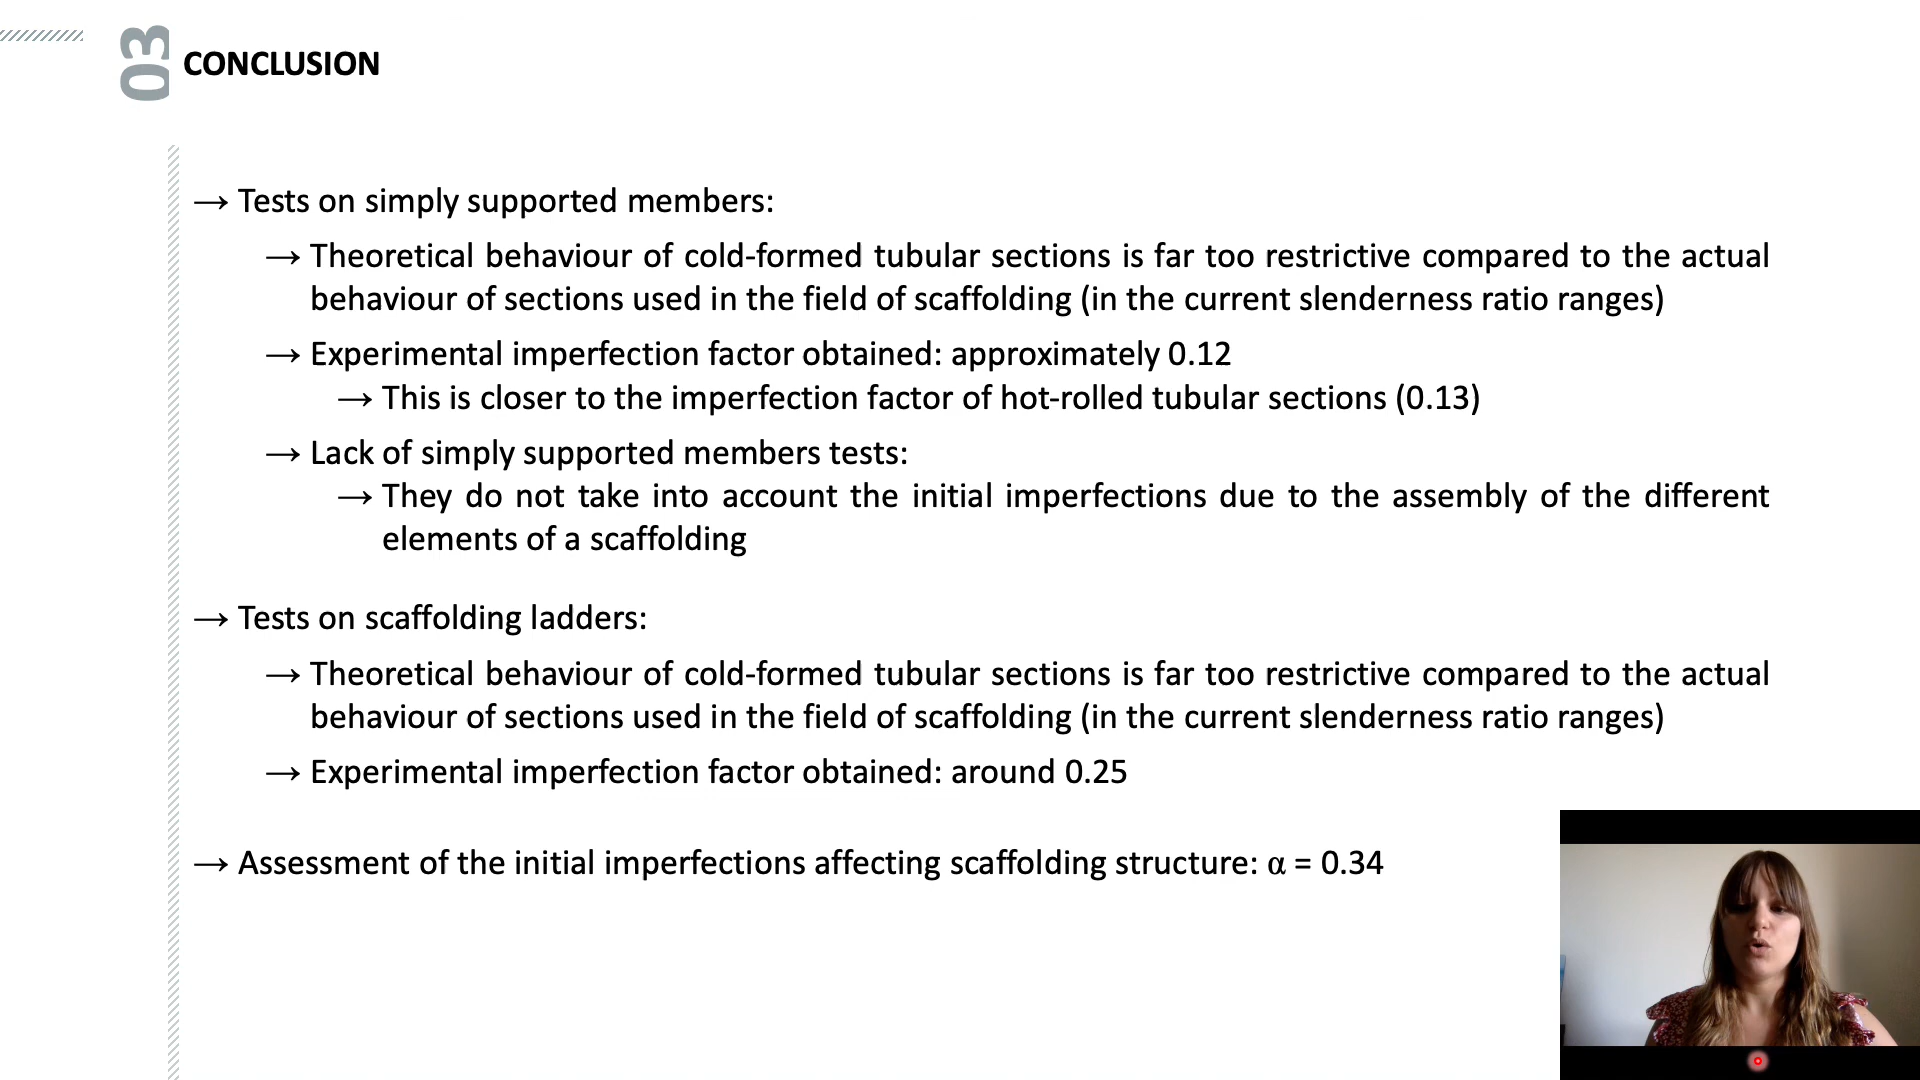 03
CONCLUSION
→ Tests on simply supported members:
→ Theoretical behaviour of cold-formed tubular sections is far too restrictive compared to the actual
behaviour of sections used in the field of scaffolding (in the current slenderness ratio ranges)
→ Experimental imperfection factor obtained: approximately 0.12
→ This is closer to the imperfection factor of hot-rolled tubular sections (0.13)
→ Lack of simply supported members tests:
→ They do not take into account the initial imperfections due to the assembly of the different
elements of a scaffolding
→ Tests on scaffolding ladders:
→ Theoretical behaviour of cold-formed tubular sections is far too restrictive compared to the actual
behaviour of sections used in the field of scaffolding (in the current slenderness ratio ranges)
→ Experimental imperfection factor obtained: around 0.25
→ Assessment of the initial imperfections affecting scaffolding structure: α = 0.34